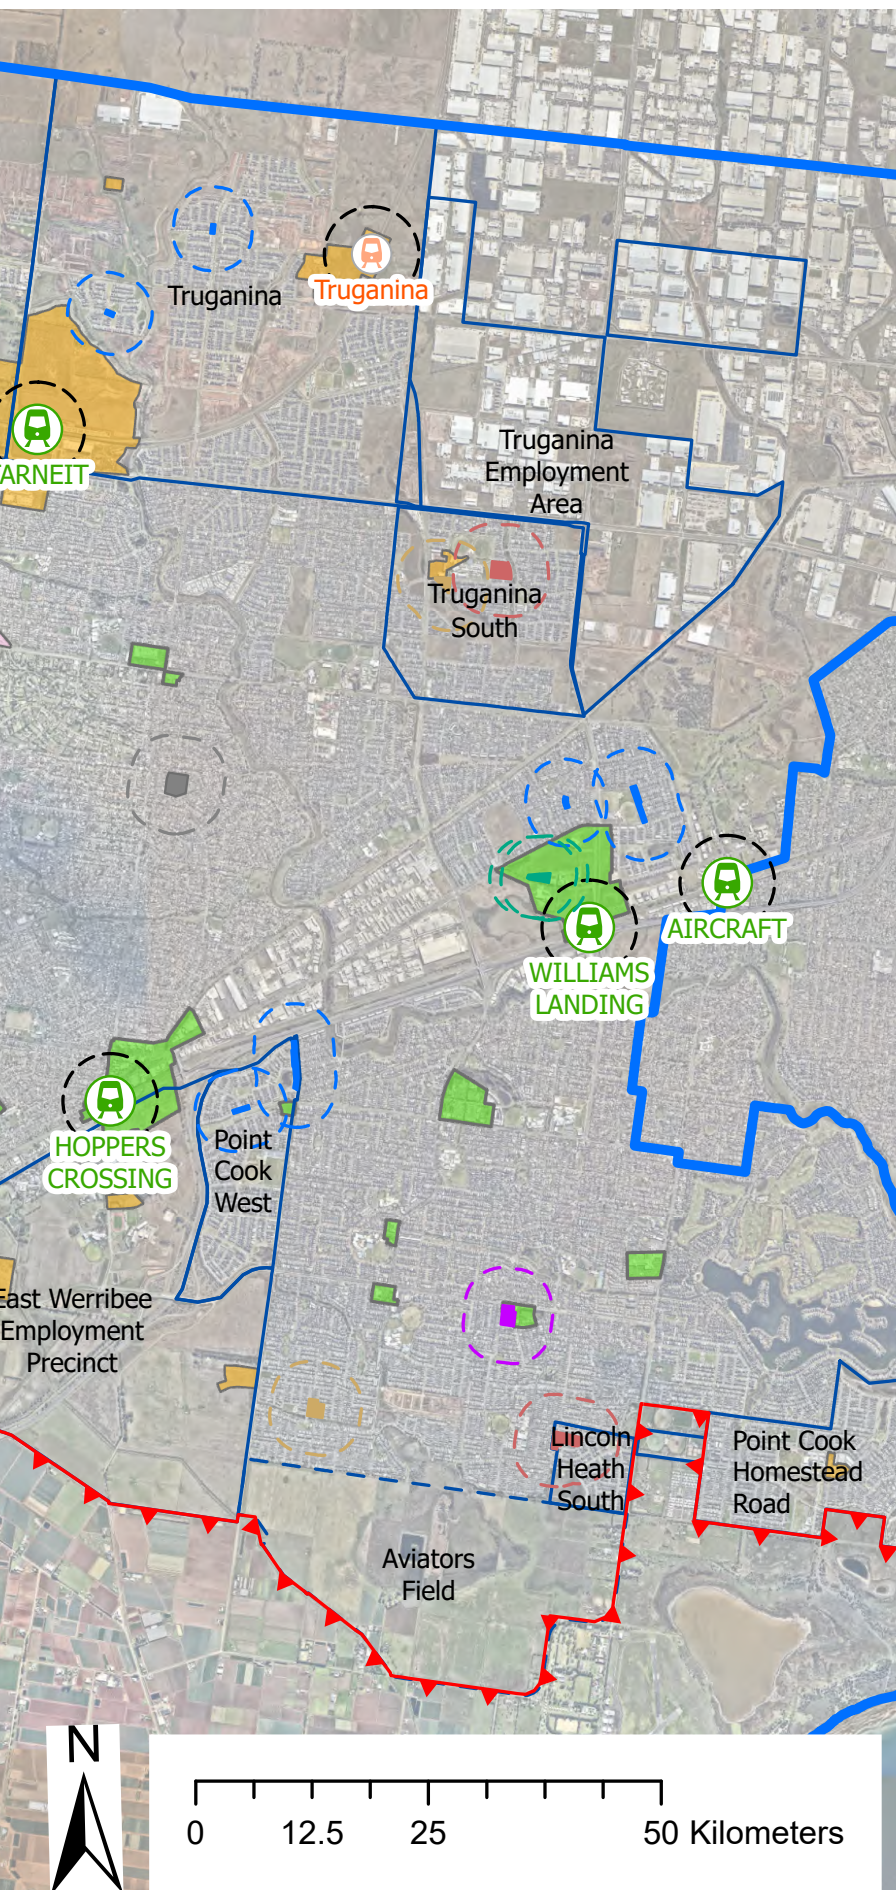 Truganina
Truganina
TARNEIT
Truganina
Employment
Area
Truganina
South
AIRCRAFT
WILLIAMS
LANDING
HOPPERS
CROSSING
Point
Cook
West
East Werribee
Employment
Precinct
Lincoln
Heath
South
Point Cook
Homestead
Road
Aviators
Field
N
0 12.5 25 50 Kilometers